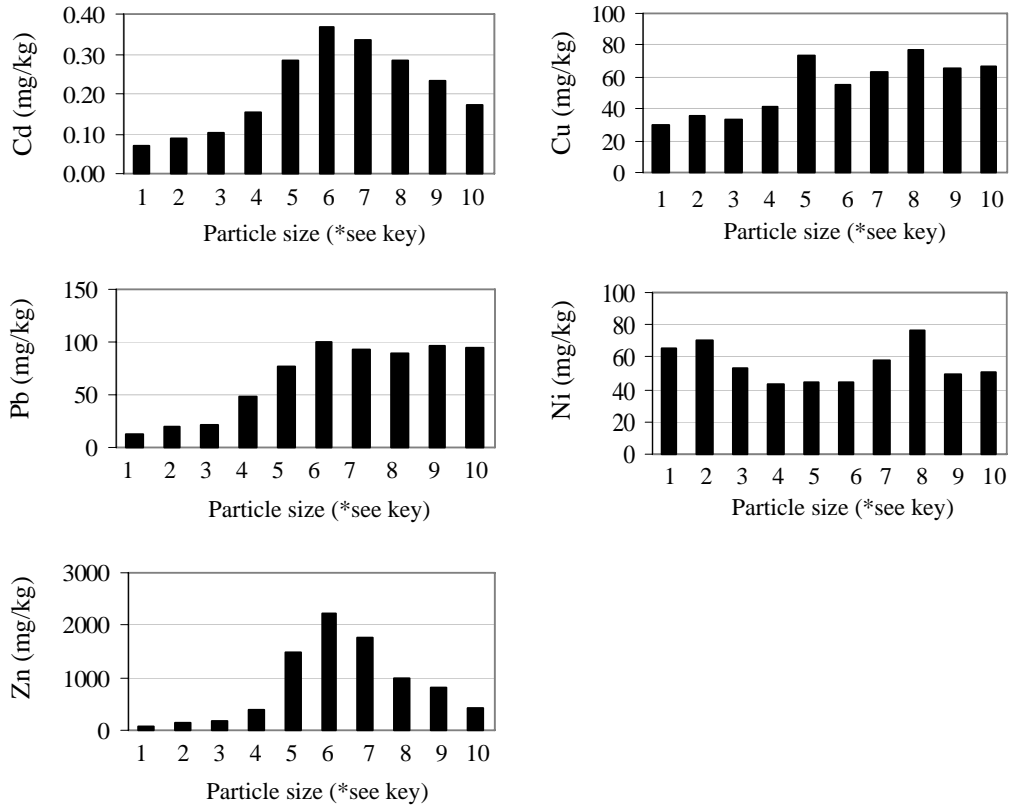 Cd (mg/kg)
0.40
0.30
0.20
0.10
0.00
1 2 3 4 5 6 7 8 9 10
Particle size (*see key)
Cu (mg/kg)
100
80
60
40
20
0
1 2 3 4 5 6 7 8 9 10
Particle size (*see key)
Pb (mg/kg)
150
100
50
0
1 2 3 4 5 6 7 8 9 10
Particle size (*see key)
Ni (mg/kg)
100
80
60
40
20
0
1 2 3 4 5 6 7 8 9 10
Particle size (*see key)
Zn (mg/kg)
3000
2000
1000
0
1 2 3 4 5 6 7 8 9 10
Particle size (*see key)